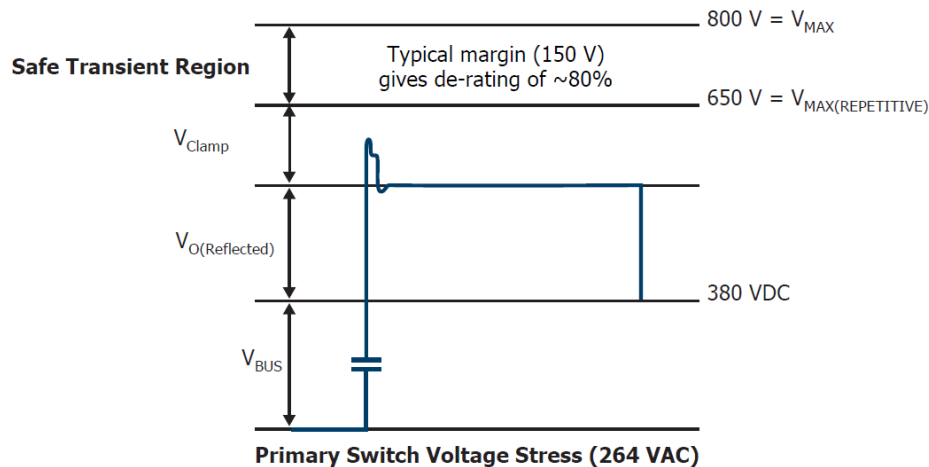 800 V = VMAX
Safe Transient Region
Typical margin (150 V)
gives de-rating of ~80%
650 V = VMAX(REPETITIVE)
VClamp
VO(Reflected)
380 VDC
VBUS
Primary Switch Voltage Stress (264 VAC)